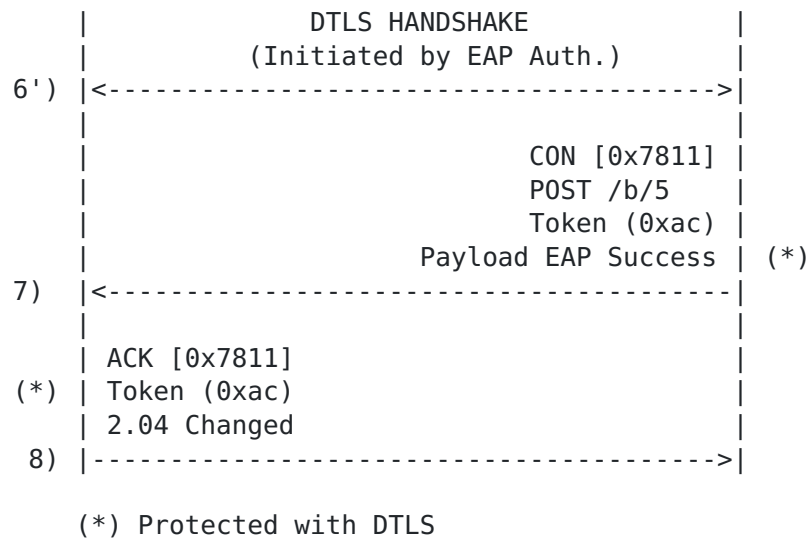 |             DTLS HANDSHAKE              |
|          (Initiated by EAP Auth.)       |
6') |<--------------------------------------->|
|                                         |
|                            CON [0x7811] |
|                            POST /b/5    |
|                            Token (0xac) |
|                     Payload EAP Success | (*)
7)  |<----------------------------------------|
|                                         |
| ACK [0x7811]                            |
(*) | Token (0xac)                            |
| 2.04 Changed                            |
8) |---------------------------------------->|
(*) Protected with DTLS